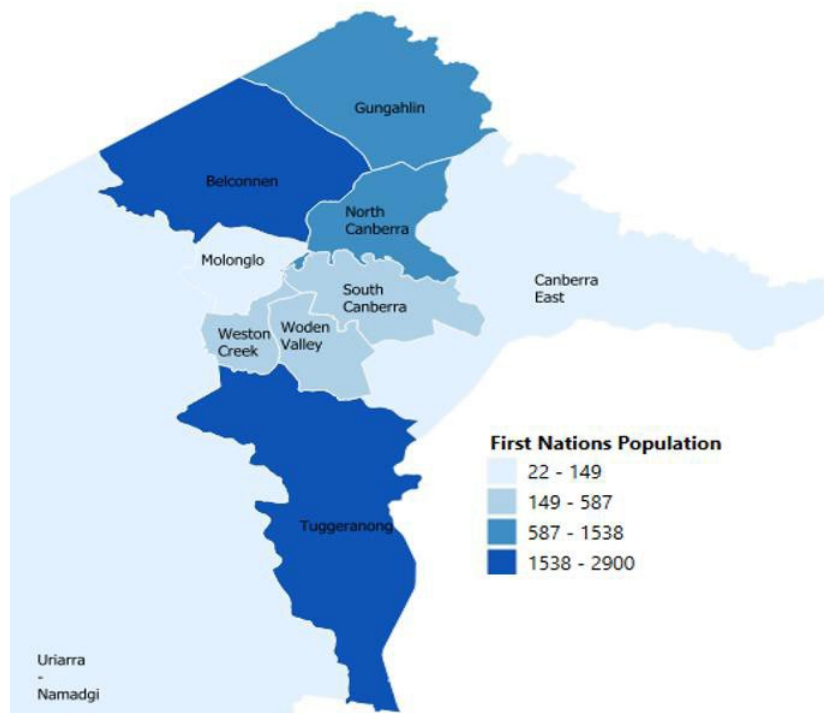 Gungahlin
Belconnen
North
Canberra
Molonglo
Canberra
East
South
Canberra
Weston
Creek
Woden
Valley
First Nations Population
22 - 149
149 - 587
587 - 1538
1538 - 2900
Tuggeranong
Uriarra
-
Namadgi